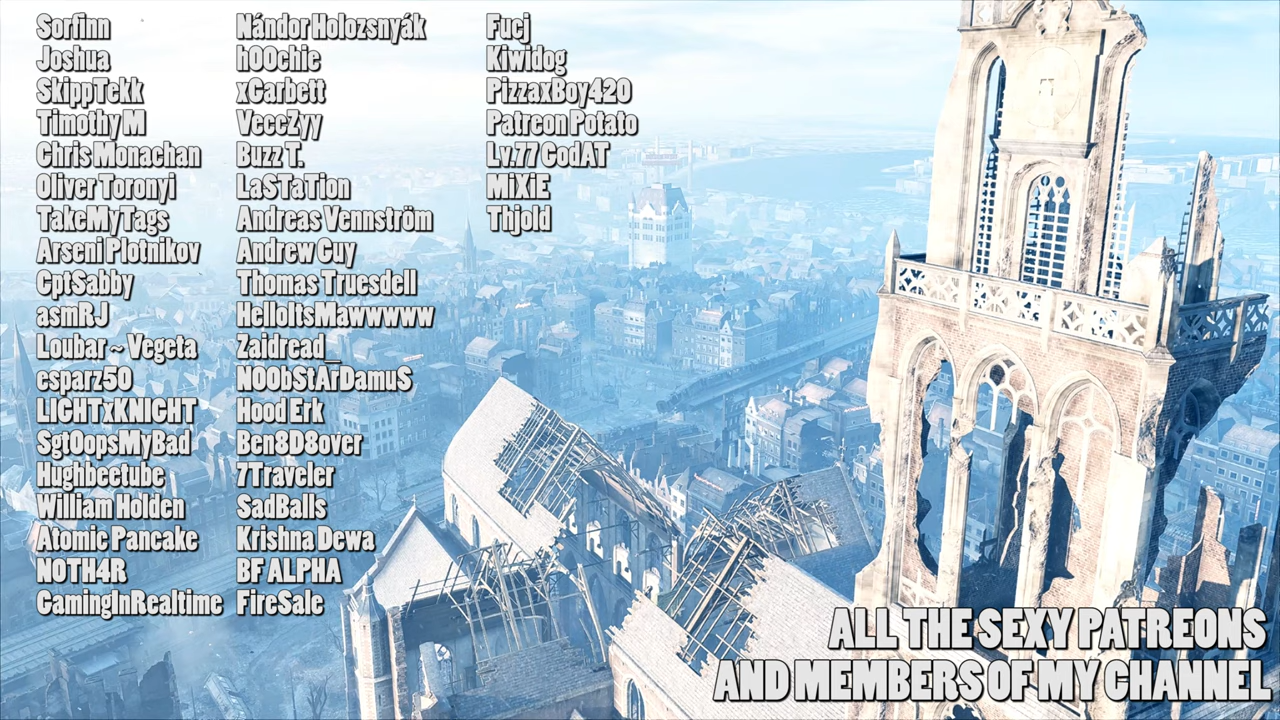 Sorfinn
Joshua
SkippTekk
Timothy M
Chris Monachan
Oliver Toronyi
TakeMyTags
Arseni Plotnikov
CptSabby
asmRJ
Loubar ~ Vegeta
esparz50
LIGHTxKNIGHT
SgtOopsMyBad
Hughbeetube
William Holden
Atomic Pancake
N0TH4R
GamingInRealtime
Nándor Holozsnyák
h00chie
xGarbett
VeccZyy
Buzz T.
LaSTaTion
Andreas Vennström
Andrew Guy
Thomas Truesdell
HelloItsMawwwww
Zaidread_
N00bStArDamuS
Hood Erk
Ben8D8over
7Traveler
SadBalls
Krishna Dewa
BF ALPHA
FireSale
Fucj
Kiwidog
PizzaxBoy420
Patreon Potato
Lv.77 GodAT
MiXiE
Thjold
ALL THE SEXY PATREONS
AND MEMBERS OF MY CHANNEL